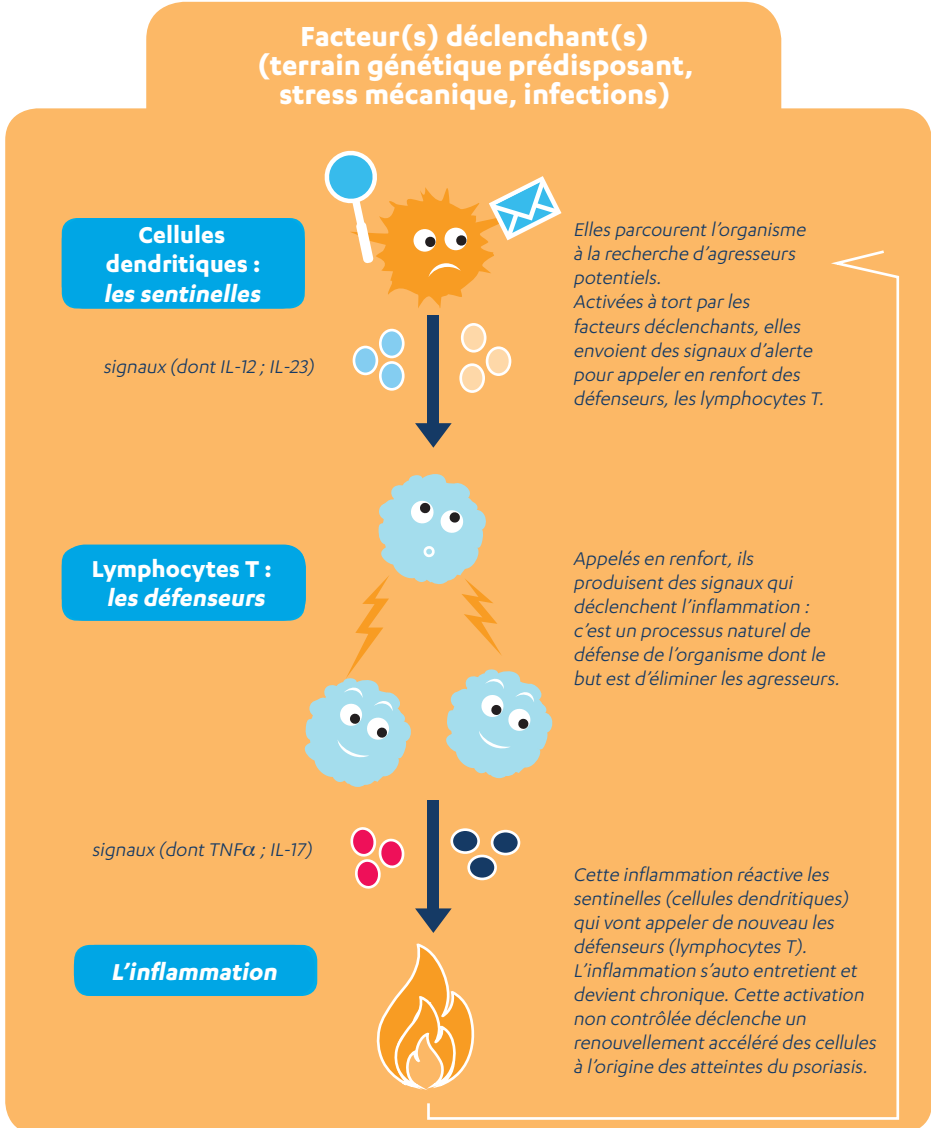 Facteur(s) déclenchant(s)
(terrain génétique prédisposant,
stress mécanique, infections)
Cellules
dendritiques :
les sentinelles
Elles parcourent l’organisme
à la recherche d’agresseurs
potentiels.
Activées à tort par les
facteurs déclenchants, elles
envoient des signaux d’alerte
pour appeler en renfort des
défenseurs, les lymphocytes T.
signaux (dont IL-12 ; IL-23)
Lymphocytes T :
les défenseurs
Appelés en renfort, ils
produisent des signaux qui
déclenchent l’inflammation :
c’est un processus naturel de
défense de l’organisme dont le
but est d’éliminer les agresseurs.
signaux (dont TNFα ; IL-17)
L’inflammation
Cette inflammation réactive les
sentinelles (cellules dendritiques)
qui vont appeler de nouveau les
défenseurs (lymphocytes T).
L’inflammation s’auto entretient et
devient chronique. Cette activation
non contrôlée déclenche un
renouvellement accéléré des cellules
à l’origine des atteintes du psoriasis.